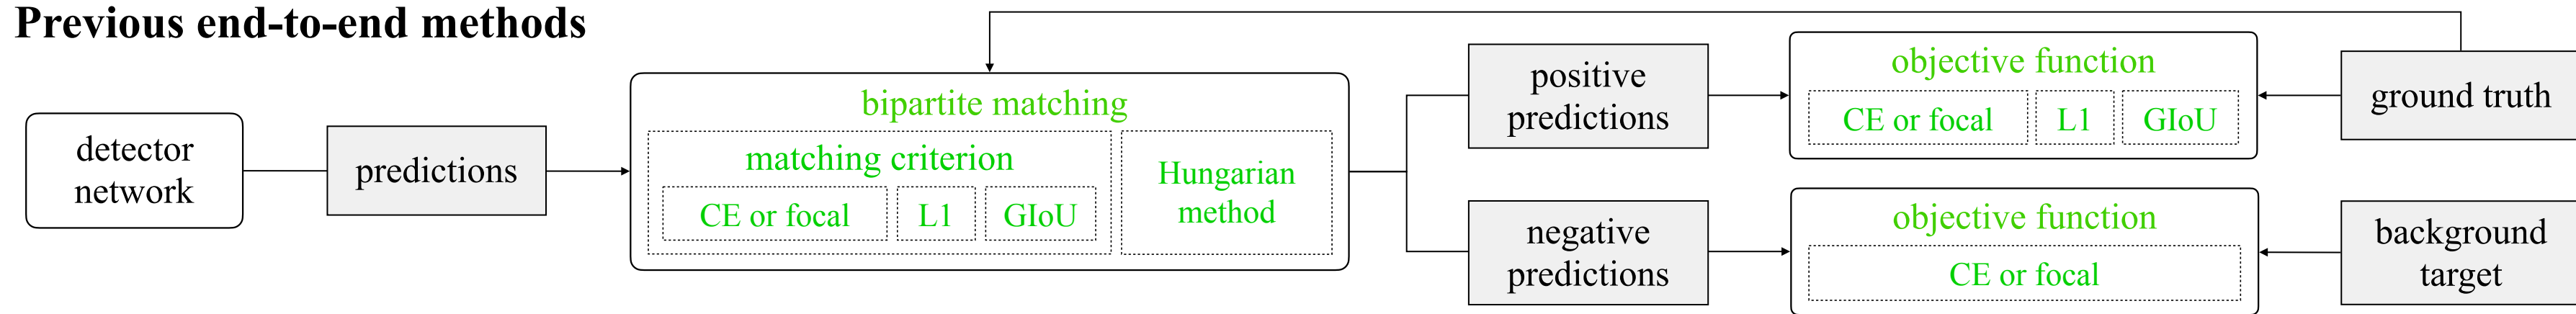 Previous end-to-end methods
detector
network
predictions
bipartite matching
matching criterion
CE or focal
L1
GIoU
Hungarian
method
positive
predictions
negative
predictions
objective function
CE or focal
L1
GIoU
objective function
CE or focal
ground truth
background
target